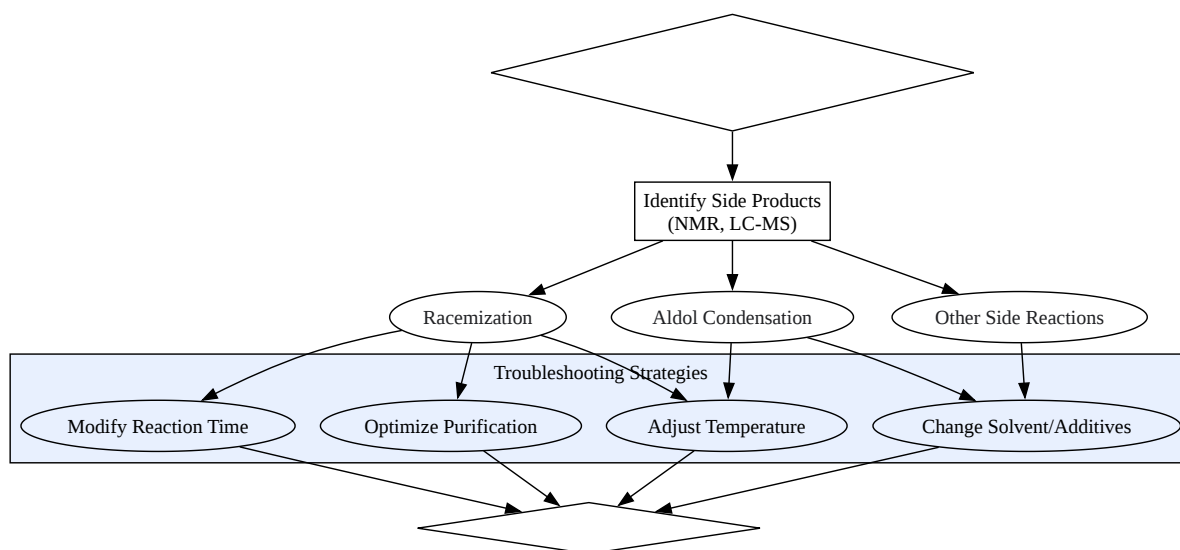 Identify Side Products
(NMR, LC-MS)
Racemization
Aldol Condensation
Other Side Reactions
Troubleshooting Strategies
Modify Reaction Time
Optimize Purification
Adjust Temperature
Change Solvent/Additives